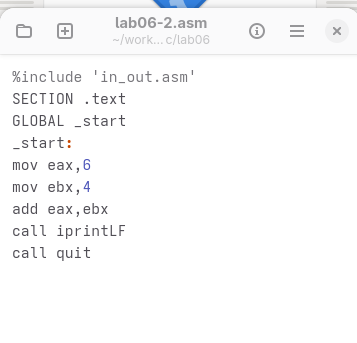 lab06-2.asm
~/work... c/lab06
%include 'in_out.asm'
SECTION .text
GLOBAL _start
_start:
mov eax,6
mov ebx,4
add eax,ebx
call iprintLF
call quit